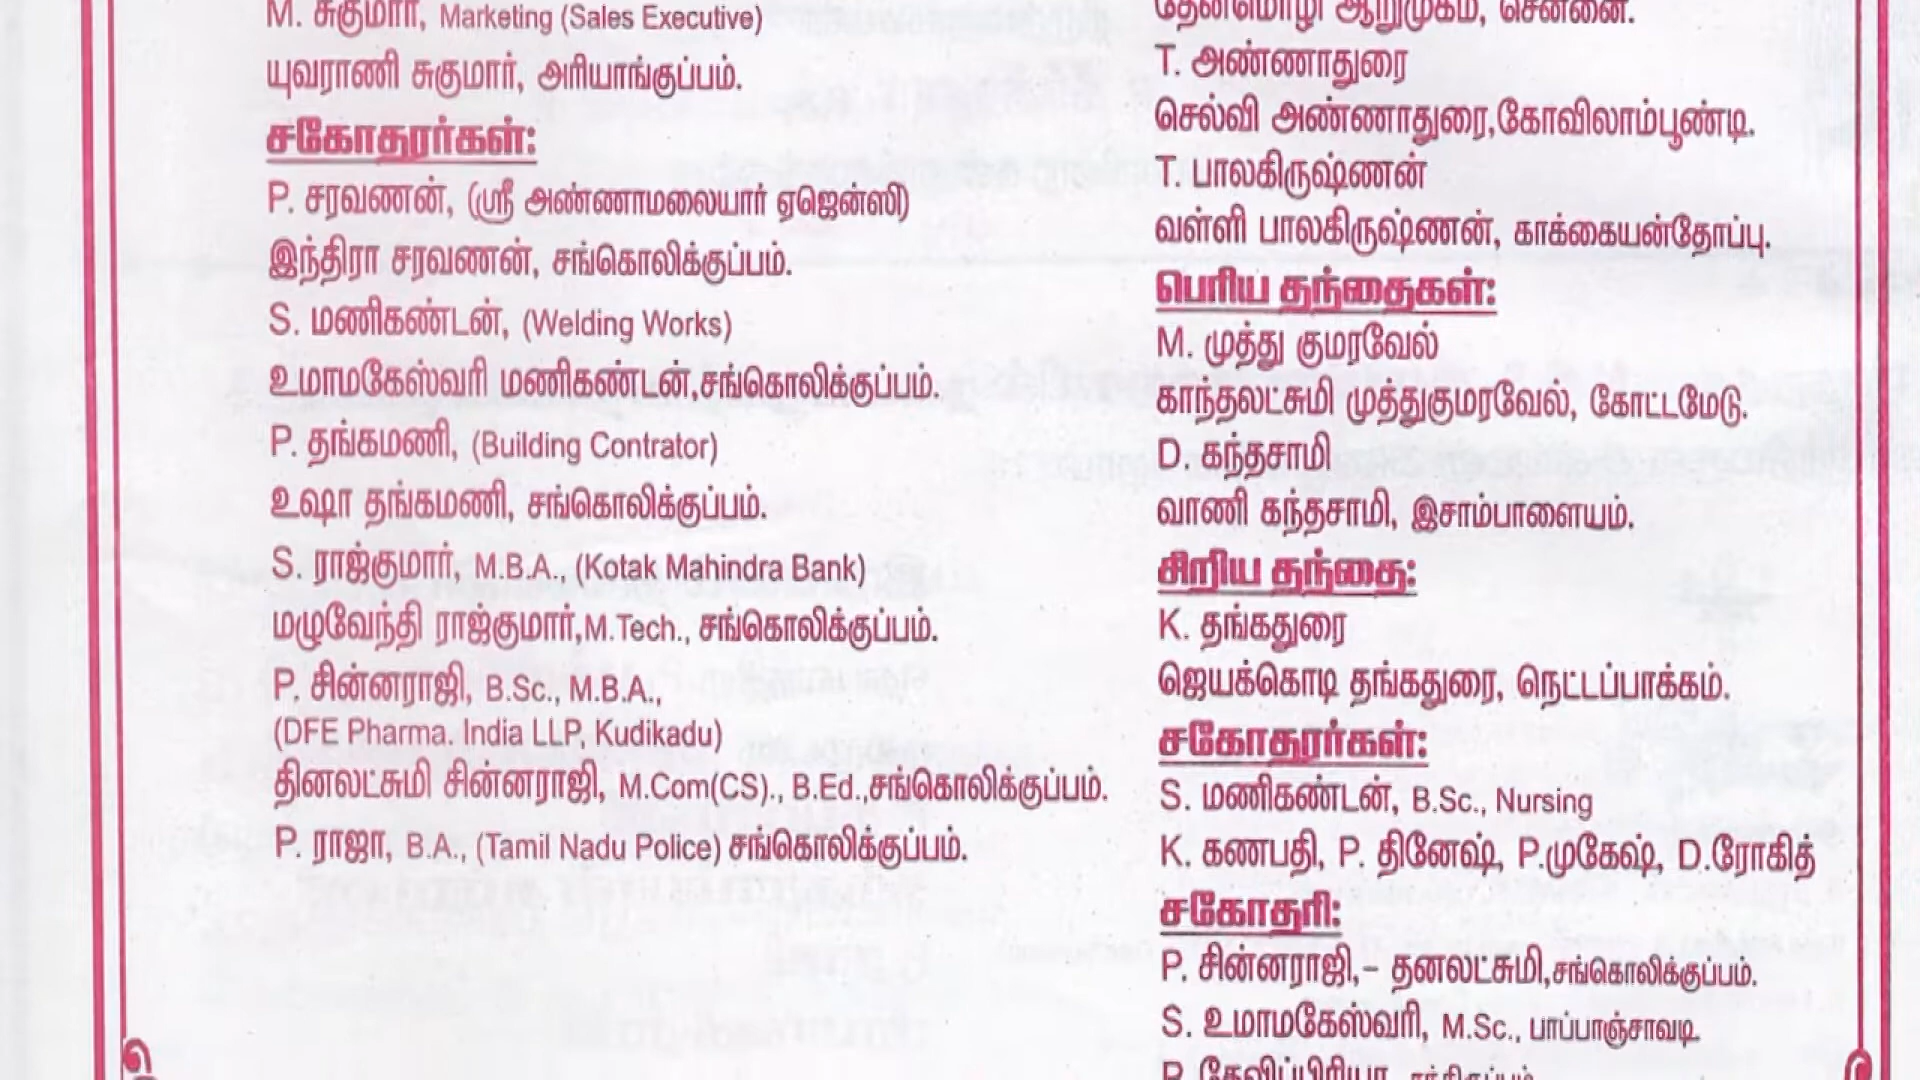 M. சுகுமார், Marketing (Sales Executive)
யுவராணி சுகுமார், அரியாங்குப்பம்.
சகோதரர்கள்:
P. சரவணன், (ஸ்ரீ அண்ணாமலையார் ஏஜென்ஸி)
இந்திரா சரவணன், சங்கொலிக்குப்பம்.
S. மணிகண்டன், (Welding Works)
உமாமகேஸ்வரி மணிகண்டன்,சங்கொலிக்குப்பம்.
P. தங்கமணி, (Building Contrator)
உஷா தங்கமணி, சங்கொலிக்குப்பம்.
S. ராஜ்குமார், M.B.A., (Kotak Mahindra Bank)
மழுவேந்தி ராஜ்குமார்,M.Tech., சங்கொலிக்குப்பம்.
P. சின்னராஜி, B.Sc., M.B.A.,
(DFE Pharma, India LLP, Kudikadu)
தினலட்சுமி சின்னராஜி, M.Com(CS)., B.Ed.,சங்கொலிக்குப்பம்.
P. ராஜா, B.A., (Tamil Nadu Police) சங்கொலிக்குப்பம்.
தேன்மொழி ஆறுமுகம், சென்னை.
T. அண்ணாதுரை
செல்வி அண்ணாதுரை,கோவிலாம்பூண்டி.
T. பாலகிருஷ்ணன்
வள்ளி பாலகிருஷ்ணன், காக்கையன்தோப்பு.
பெரிய தந்தைகள்:
M. முத்து குமரவேல்
காந்தலட்சுமி முத்துகுமரவேல், கோட்டமேடு.
D. கந்தசாமி
வாணி கந்தசாமி, இசாம்பாளையம்.
சிறிய தந்தை:
K. தங்கதுரை
ஜெயக்கொடி தங்கதுரை, நெட்டப்பாக்கம்.
சகோதரர்கள்:
S. மணிகண்டன், B.Sc., Nursing
K. கணபதி, P. தினேஷ், P.முகேஷ், D.ரோகித்
சகோதரி:
P. சின்னராஜி,- தனலட்சுமி,சங்கொலிக்குப்பம்.
S. உமாமகேஸ்வரி, M.Sc., பாப்பாஞ்சாவடி.